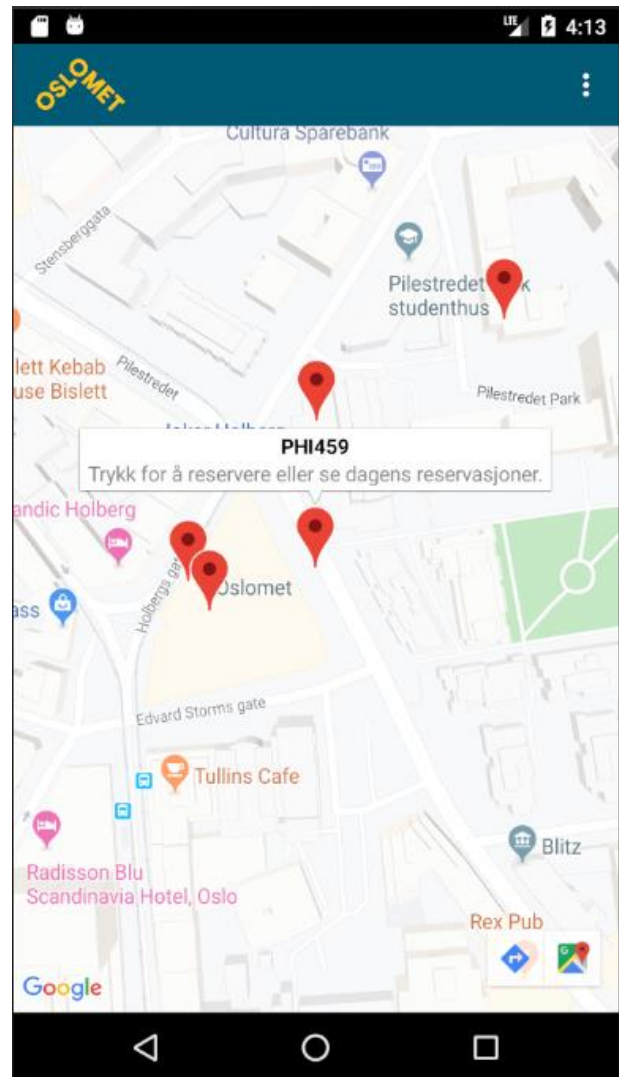 LTE 4:13
OSLOMET
Cultura Sparebank
Stensberggata
Pilestredet
studenthus
lett Kebab
use Bislett
Pilestredet
Pilestredet Park
PHI459
Trykk for å reservere eller se dagens reservasjoner.
andic Holberg
Oslomet
ass
Holbergs
Edvard Storms gate
Tullins Cafe
Blitz
Radisson Blu
Scandinavia Hotel, Oslo
Rex Pub
Google